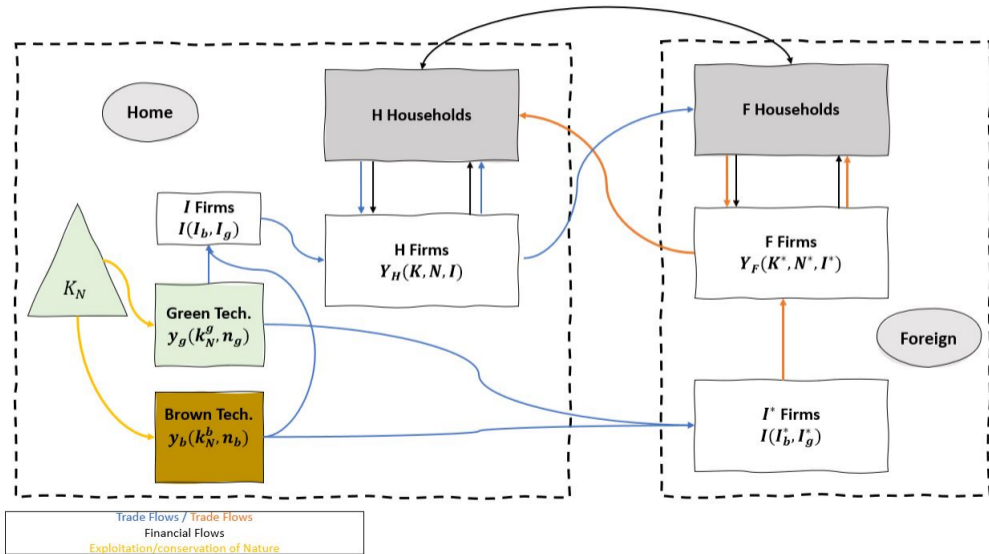 Home
H Households
F Households
I Firms
I(I_b, I_g)
H Firms
Y_H(K, N, I)
F Firms
Y_F(K*, N*, I*)
K_N
Green Tech.
y_g(k_N^g, n_g)
Foreign
Brown Tech.
y_b(k_N^b, n_b)
I* Firms
I(I_b^*, I_g^*)
Trade Flows / Trade Flows
Financial Flows
Exploitation/conservation of Nature